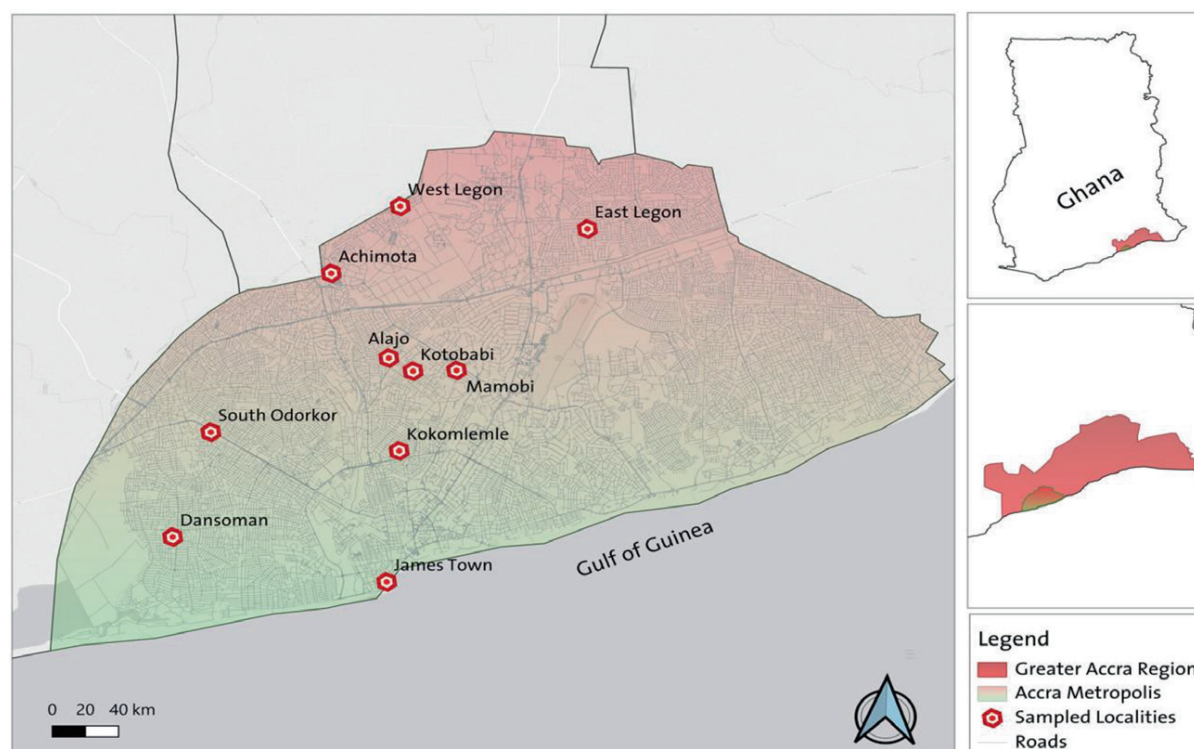 West Legon
East Legon
Achimota
Alajo
Kotobabi
Mamobi
South Odorkor
Kokomlemle
Dansoman
James Town
Gulf of Guinea
0 20 40 km
Ghana
Legend
Greater Accra Region
Accra Metropolis
Sampled Localities
Roads